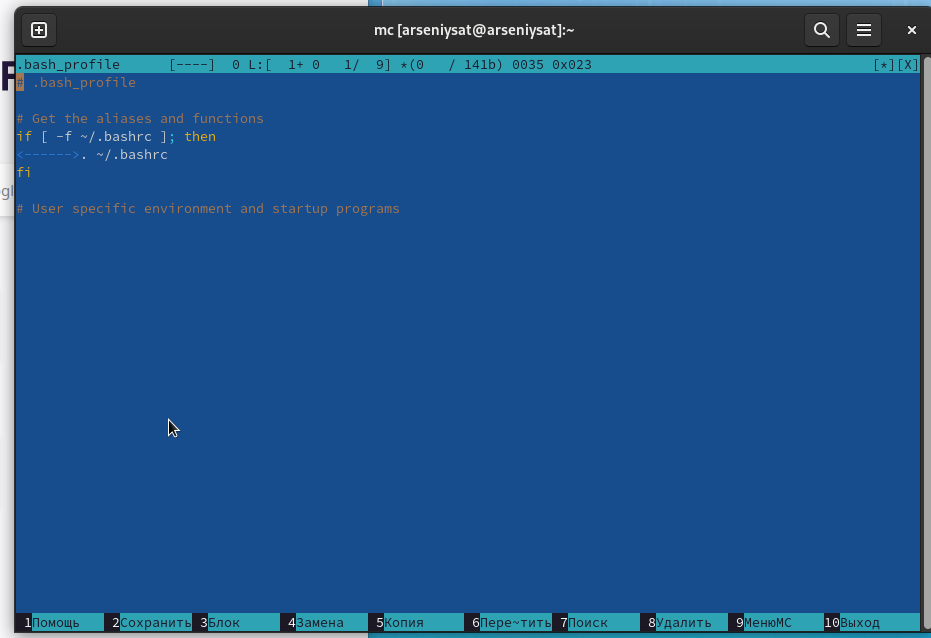 mc [arseniysat@arseniysat]:~
.bash_profile [----] 0 L:[ 1+ 0 1/ 9] *(0 / 141b) 0035 0x023 [*][X]
# .bash_profile
# Get the aliases and functions
if [ -f ~/.bashrc ]; then
<------>. ~/.bashrc
fi
# User specific environment and startup programs
1Помощь 2Сохранить 3Блок 4Замена 5Копия 6Пере~тить 7Поиск 8Удалить 9МенюMC 10Выход